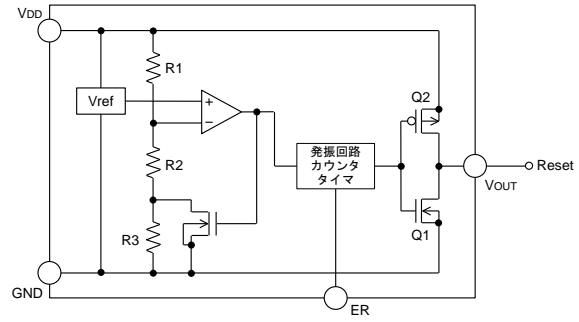 VDD
R1
Vref
+
−
Q2
発振回路
カウンタ
タイマ
Reset
VOUT
R2
R3
Q1
GND
ER